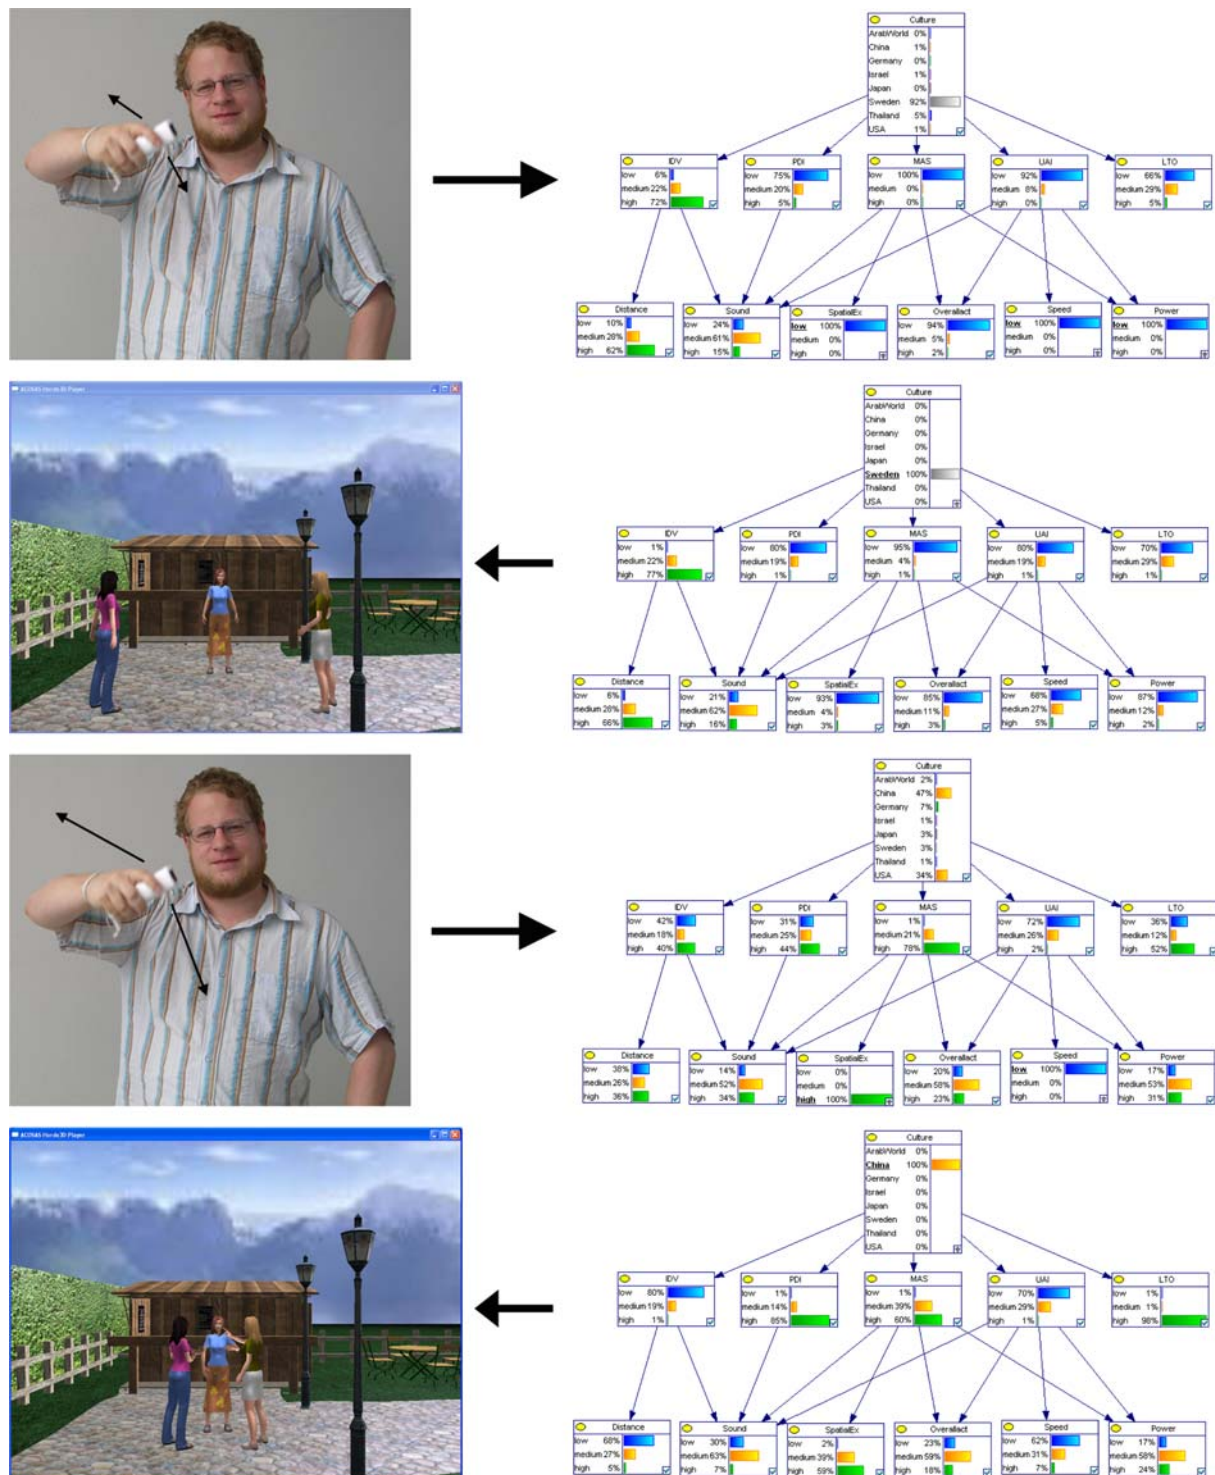 Culture
ArabWorld 0%
China 1%
Germany 0%
Israel 1%
Japan 0%
Sweden 92%
Thailand 5%
USA 1%
IDV
low 6%
medium 22%
high 72%
PDI
low 75%
medium 20%
high 5%
MAS
low 100%
medium 0%
high 0%
UAI
low 92%
medium 8%
high 0%
LTO
low 66%
medium 29%
high 5%
Distance
low 10%
medium 28%
high 62%
Sound
low 24%
medium 61%
high 15%
SpatialEx
low 100%
medium 0%
high 0%
Overallact
low 94%
medium 5%
high 2%
Speed
low 100%
medium 0%
high 0%
Power
low 100%
medium 0%
high 0%
Player
Culture
ArabWorld 0%
China 0%
Germany 0%
Israel 0%
Japan 0%
Sweden 100%
Thailand 0%
USA 0%
IDV
low 1%
medium 22%
high 77%
PDI
low 80%
medium 19%
high 1%
MAS
low 95%
medium 4%
high 1%
UAI
low 80%
medium 19%
high 1%
LTO
low 70%
medium 29%
high 1%
Distance
low 6%
medium 28%
high 66%
Sound
low 21%
medium 62%
high 16%
SpatialEx
low 93%
medium 4%
high 3%
Overallact
low 85%
medium 11%
high 3%
Speed
low 68%
medium 27%
high 5%
Power
low 87%
medium 12%
high 2%
Culture
ArabWorld 2%
China 47%
Germany 7%
Israel 1%
Japan 3%
Sweden 3%
Thailand 1%
USA 34%
IDV
low 42%
medium 18%
high 40%
PDI
low 31%
medium 25%
high 44%
MAS
low 1%
medium 21%
high 78%
UAI
low 72%
medium 26%
high 2%
LTO
low 36%
medium 12%
high 52%
Distance
low 38%
medium 26%
high 36%
Sound
low 14%
medium 52%
high 34%
SpatialEx
low 0%
medium 0%
high 100%
Overallact
low 20%
medium 58%
high 23%
Speed
low 100%
medium 0%
high 0%
Power
low 17%
medium 53%
high 31%
Player
Culture
ArabWorld 0%
China 100%
Germany 0%
Israel 0%
Japan 0%
Sweden 0%
Thailand 0%
USA 0%
IDV
low 80%
medium 19%
high 1%
PDI
low 1%
medium 14%
high 85%
MAS
low 1%
medium 39%
high 60%
UAI
low 70%
medium 29%
high 1%
LTO
low 1%
medium 1%
high 98%
Distance
low 68%
medium 27%
high 5%
Sound
low 30%
medium 63%
high 7%
SpatialEx
low 2%
medium 39%
high 59%
Overallact
low 23%
medium 59%
high 18%
Speed
low 62%
medium 31%
high 7%
Power
low 17%
medium 58%
high 24%